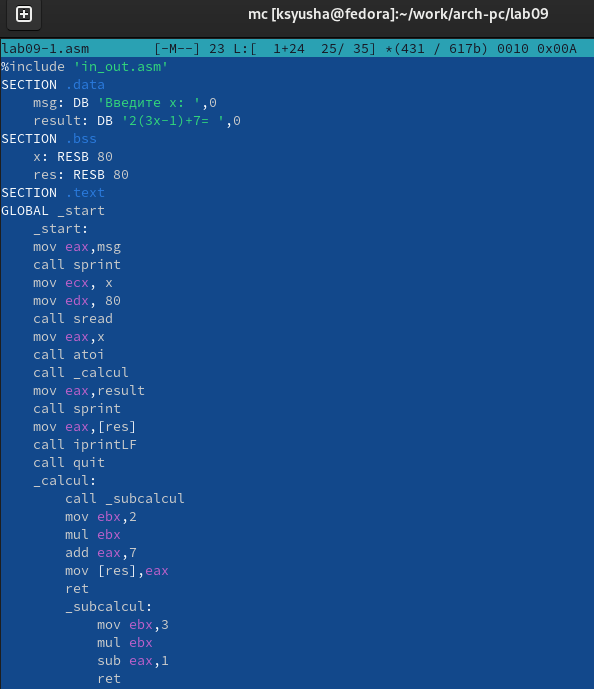 mc [ksyusha@fedora]:~/work/arch-pc/lab09
lab09-1.asm        [-M--] 23 L:[  1+24  25/ 35] *(431 / 617b) 0010 0x00A
%include 'in_out.asm'
SECTION .data
    msg: DB 'Введите x: ',0
    result: DB '2(3x-1)+7= ',0
SECTION .bss
    x: RESB 80
    res: RESB 80
SECTION .text
GLOBAL _start
    _start:
    mov eax,msg
    call sprint
    mov ecx, x
    mov edx, 80
    call sread
    mov eax,x
    call atoi
    call _calcul
    mov eax,result
    call sprint
    mov eax,[res]
    call iprintLF
    call quit
    _calcul:
        call _subcalcul
        mov ebx,2
        mul ebx
        add eax,7
        mov [res],eax
        ret
        _subcalcul:
            mov ebx,3
            mul ebx
            sub eax,1
            ret